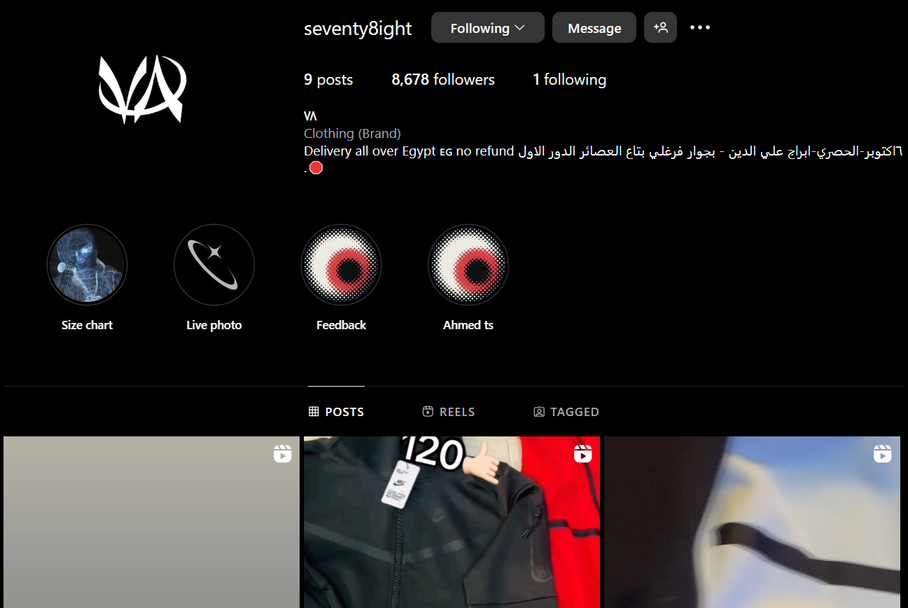 seventy8ight
Following
Message
9 posts
8,678 followers
1 following
VA
Clothing (Brand)
Delivery all over Egypt EG no refund ٦اكتوبر-الحصري-ابراج علي الدين - بجوار فرغلي بتاع العصائر الدور الاول
.
Size chart
Live photo
Feedback
Ahmed ts
POSTS
REELS
TAGGED
120